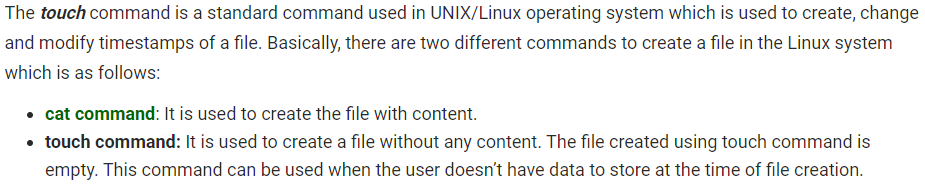 The touch command is a standard command used in UNIX/Linux operating system which is used to create, change
and modify timestamps of a file. Basically, there are two different commands to create a file in the Linux system
which is as follows:
• cat command: It is used to create the file with content.
• touch command: It is used to create a file without any content. The file created using touch command is
empty. This command can be used when the user doesn’t have data to store at the time of file creation.